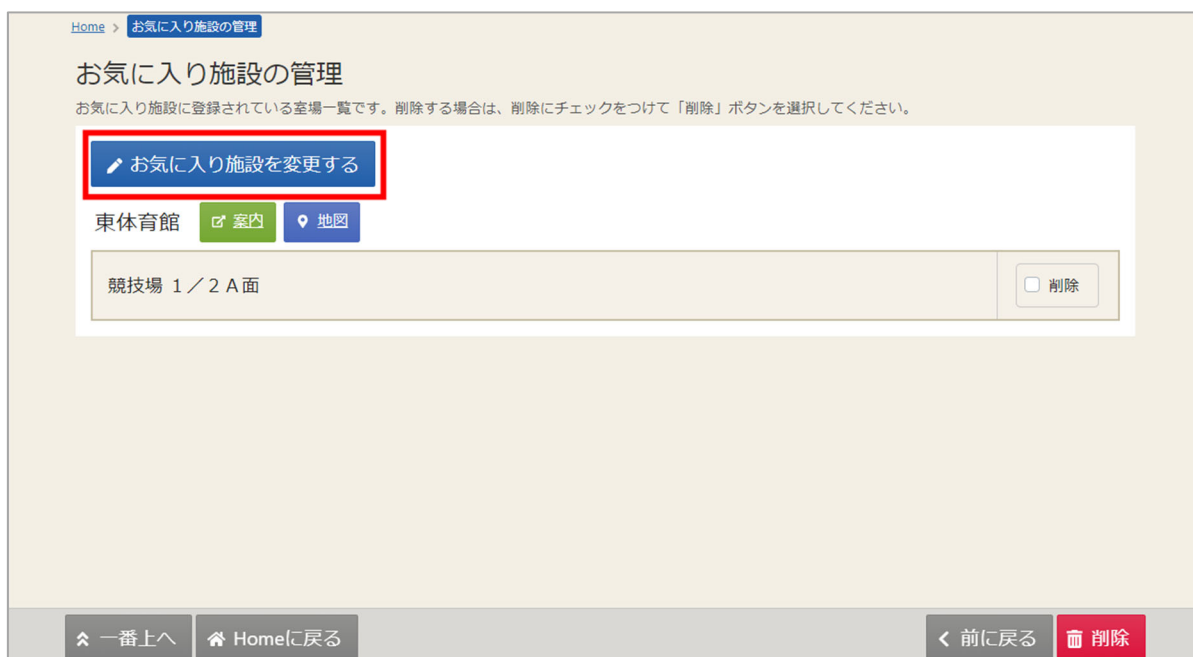 Home > お気に入り施設の管理
お気に入り施設の管理
お気に入り施設に登録されている室場一覧です。削除する場合は、削除にチェックをつけて「削除」ボタンを選択してください。
お気に入り施設を変更する
東体育館 案内 地図
競技場 1／2A面 削除
一番上へ Homeに戻る 前に戻る 削除